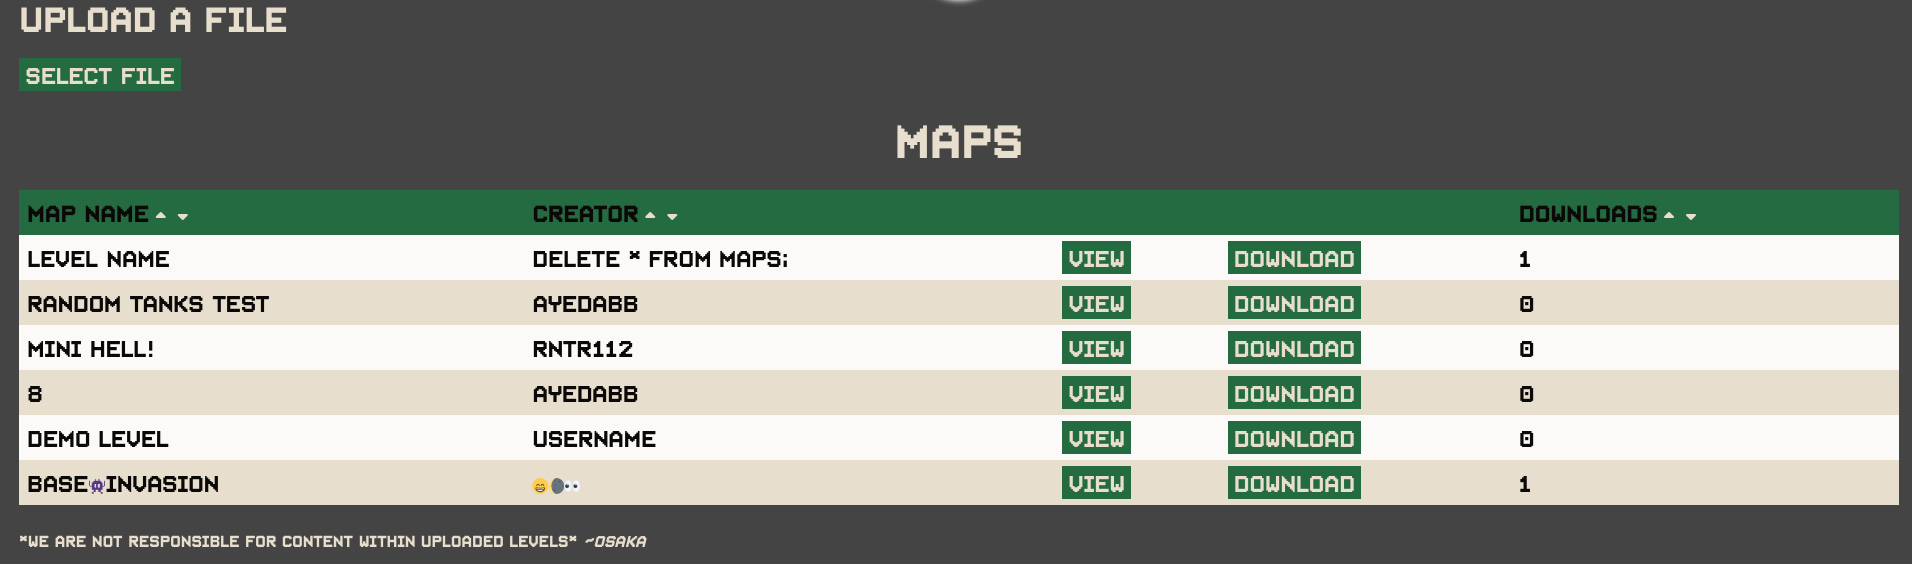 UPLOAD A FILE
SELECT FILE
MAPS
MAP NAME CREATOR DOWNLOADS
LEVEL NAME DELETE * FROM MAPS; VIEW DOWNLOAD 1
RANDOM TANKS TEST AYEDABB VIEW DOWNLOAD 0
MINI HELL! RNTR112 VIEW DOWNLOAD 0
8 AYEDABB VIEW DOWNLOAD 0
DEMO LEVEL USERNAME VIEW DOWNLOAD 0
BASE👾INVASION 😁🌒👀 VIEW DOWNLOAD 1
*WE ARE NOT RESPONSIBLE FOR CONTENT WITHIN UPLOADED LEVELS* ~OSAKA